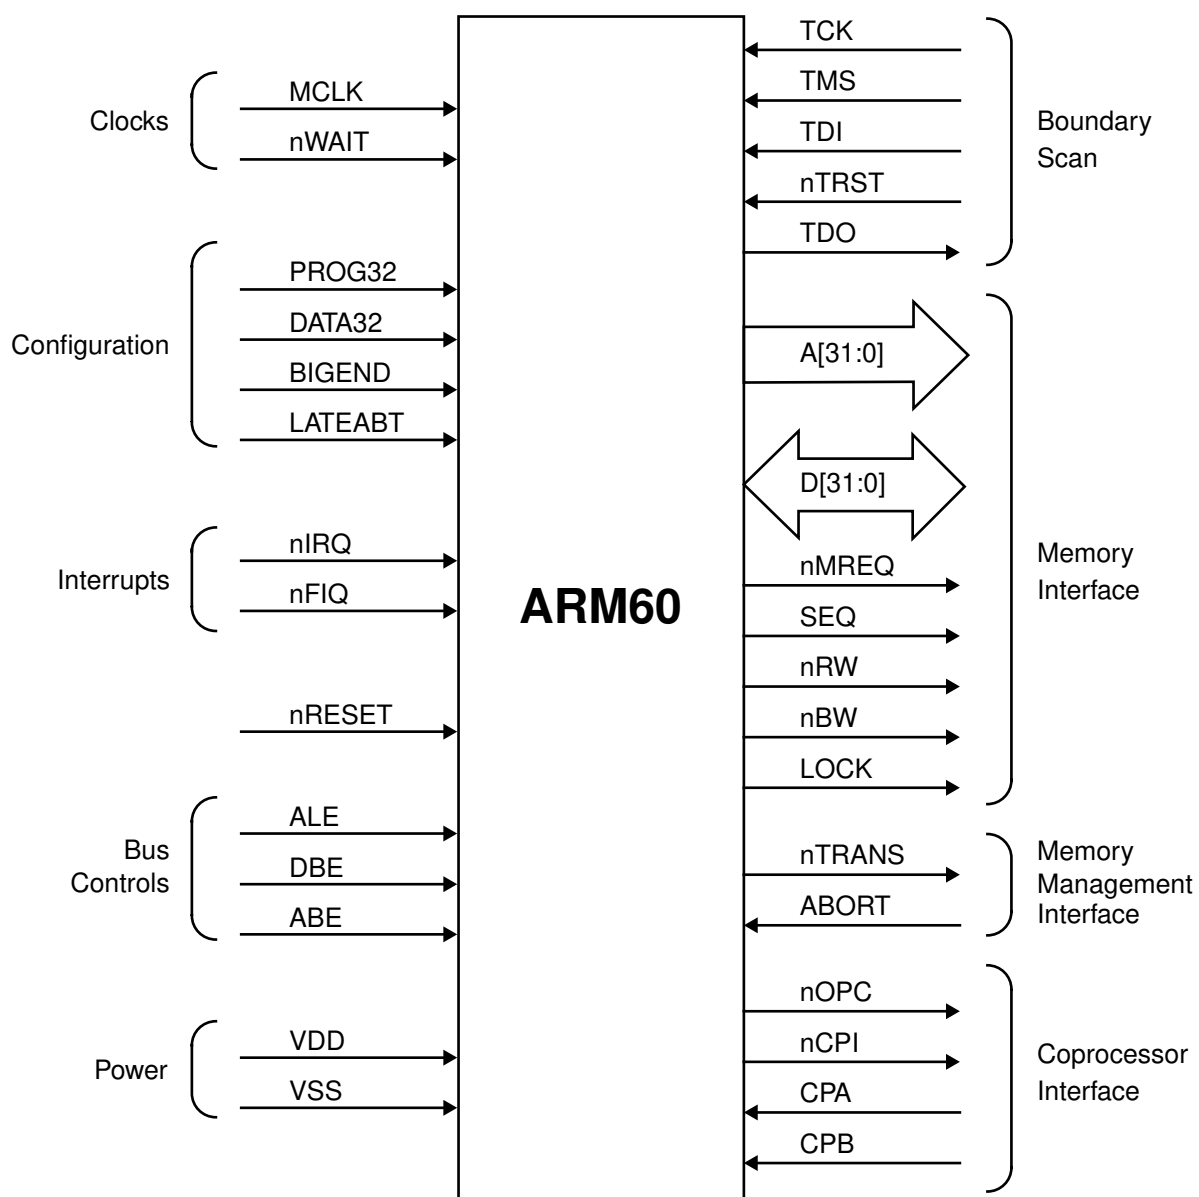 Clocks
MCLK
nWAIT
Configuration
PROG32
DATA32
BIGEND
LATEABT
Interrupts
nIRQ
nFIQ
nRESET
Bus
Controls
ALE
DBE
ABE
Power
VDD
VSS
ARM60
TCK
TMS
TDI
nTRST
TDO
Boundary
Scan
A[31:0]
D[31:0]
nMREQ
SEQ
nRW
nBW
LOCK
Memory
Interface
nTRANS
ABORT
Memory
Management
Interface
nOPC
nCPI
CPA
CPB
Coprocessor
Interface